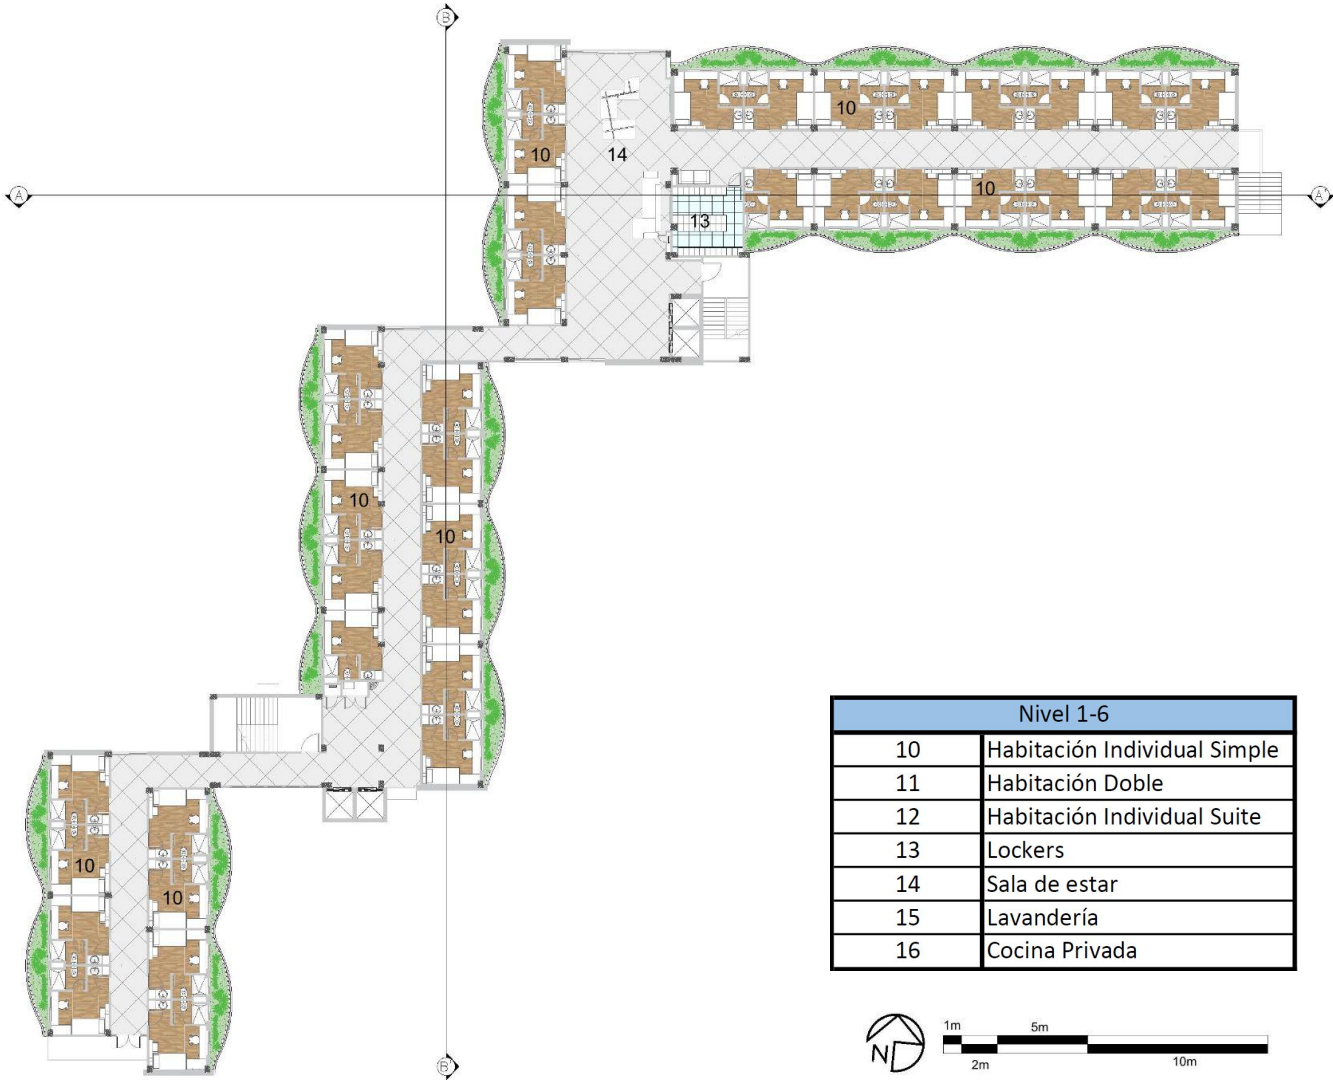 B
10
10
14
10
A
A'
13
10
10
10
10
Nivel 1-6
10 Habitación Individual Simple
11 Habitación Doble
12 Habitación Individual Suite
13 Lockers
14 Sala de estar
15 Lavandería
16 Cocina Privada
1m 5m
N
2m 10m
B'